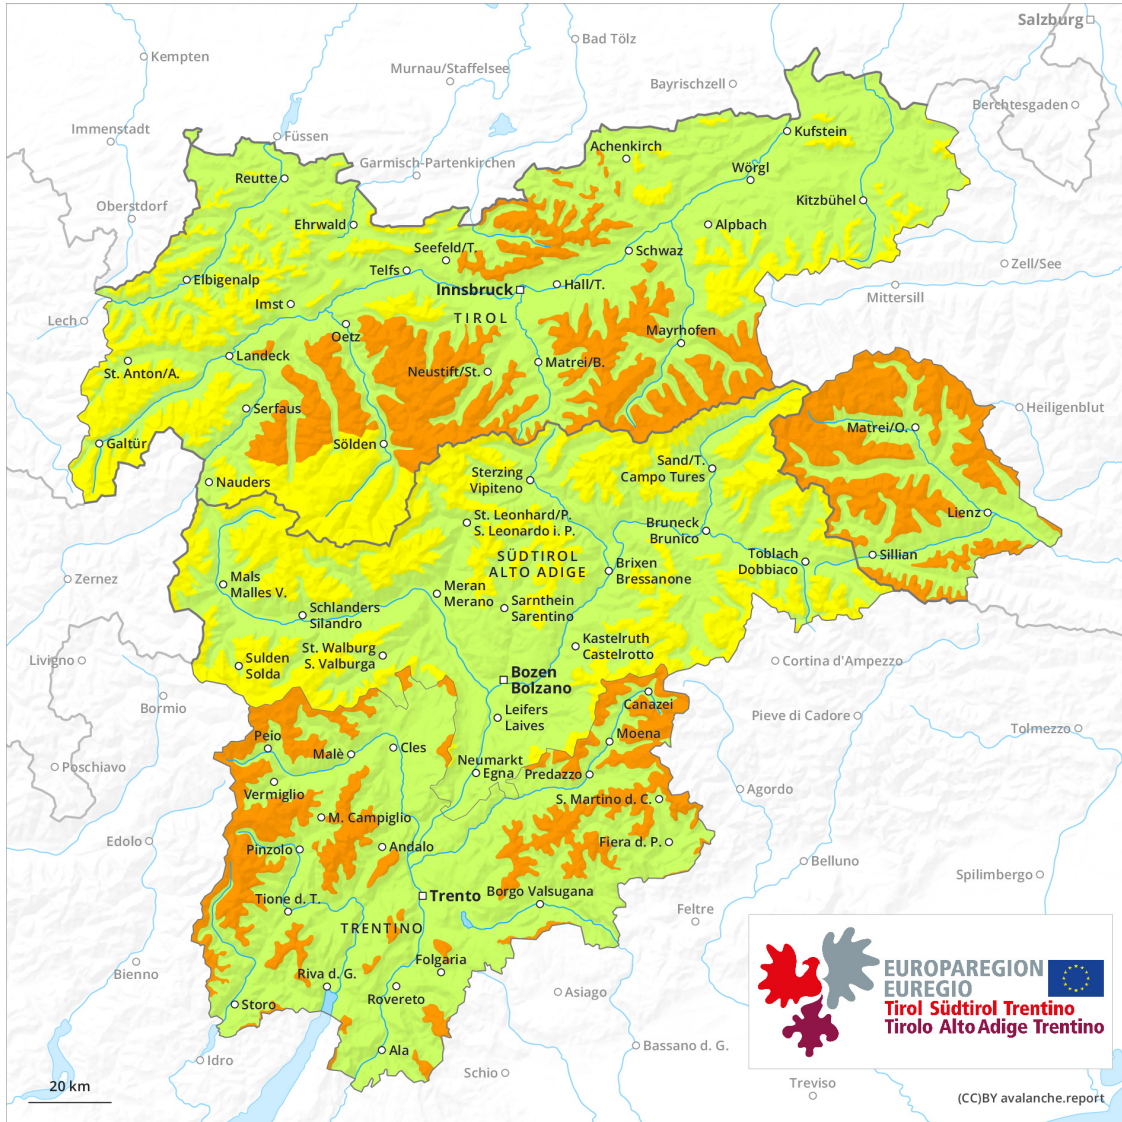 Salzburg
Bad Tölz
Kempten
Murnau/Staffelsee
Bayrischzell
Berchtesgaden
Immenstadt
Füssen
Kufstein
Achenkirch
Garmisch-Partenkirchen
Wörgl
Reutte
Kitzbühel
Oberstdorf
Ehrwald
Alpbach
Seefeld/T.
Schwaz
Telfs
Zell/See
Elbigenalp
Innsbruck
Hall/T.
Mittersill
Imst
Lech
TIROL
Oetz
Mayrhofen
Landeck
St. Anton/A.
Neustift/St.
Matrei/B.
Serfaus
Heiligenblut
Matrei/O.
Galtür
Sölden
Nauders
Sterzing
Vipiteno
Sand/T.
Campo Tures
St. Leonhard/P.
S. Leonardo i. P.
Lienz
Bruneck
Brunico
SÜDTIROL
ALTO ADIGE
Toblach
Dobbiaco
Sillian
Brixen
Bressanone
Zernez
Mals
Malles V.
Meran
Merano
Sarnthein
Sarentino
Schlanders
Silandro
Kastelruth
Castelrotto
St. Walburg
S. Valburga
Livigno
Sulden
Solda
Cortina d'Ampezzo
Bozen
Bolzano
Bormio
Canazei
Leifers
Laives
Pieve di Cadore
Tolmezzo
Peio
Moena
Malè
Cles
Poschiavo
Neumarkt
Egna
Predazzo
Vermiglio
Agordo
S. Martino d. C.
M. Campiglio
Edolo
Pinzolo
Andalo
Fiera d. P.
Belluno
Spilimbergo
Trento
Borgo Valsugana
Tione d. T.
Feltre
TRENTINO
Folgaria
Bienno
Riva d. G.
Rovereto
Asiago
Storo
Ala
Bassano d. G.
Idro
Schio
Treviso
EUROPAREGION
EUREGIO
Tirol Südtirol Trentino
Tirolo Alto Adige Trentino
20 km
(CC)BY avalanche.report